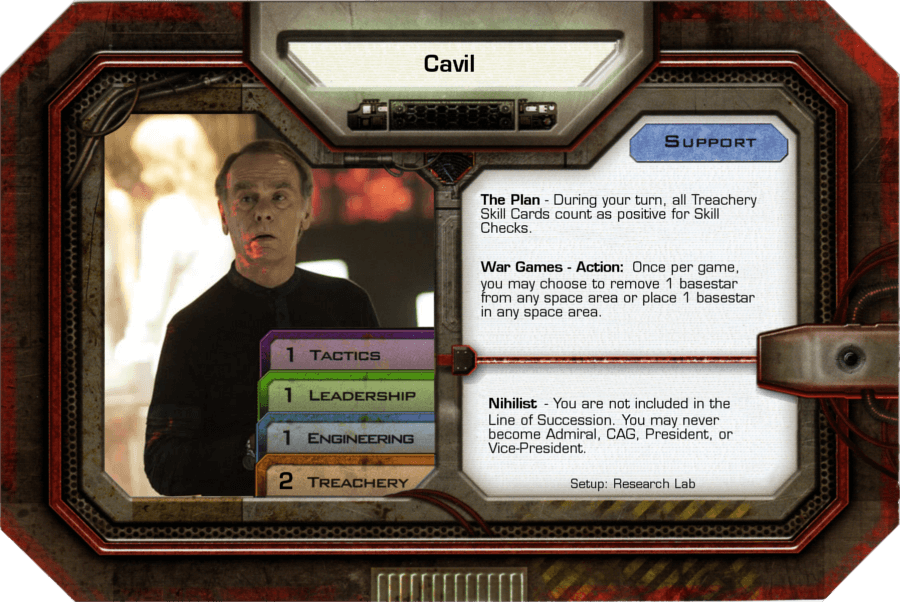 Cavil
SUPPORT
The Plan - During your turn, all Treachery
Skill Cards count as positive for Skill
Checks.
War Games - Action: Once per game,
you may choose to remove 1 basestar
from any space area or place 1 basestar
in any space area.
1 TACTICS
1 LEADERSHIP
1 ENGINEERING
2 TREACHERY
Nihilist - You are not included in the
Line of Succession. You may never
become Admiral, CAG, President, or
Vice-President.
Setup: Research Lab